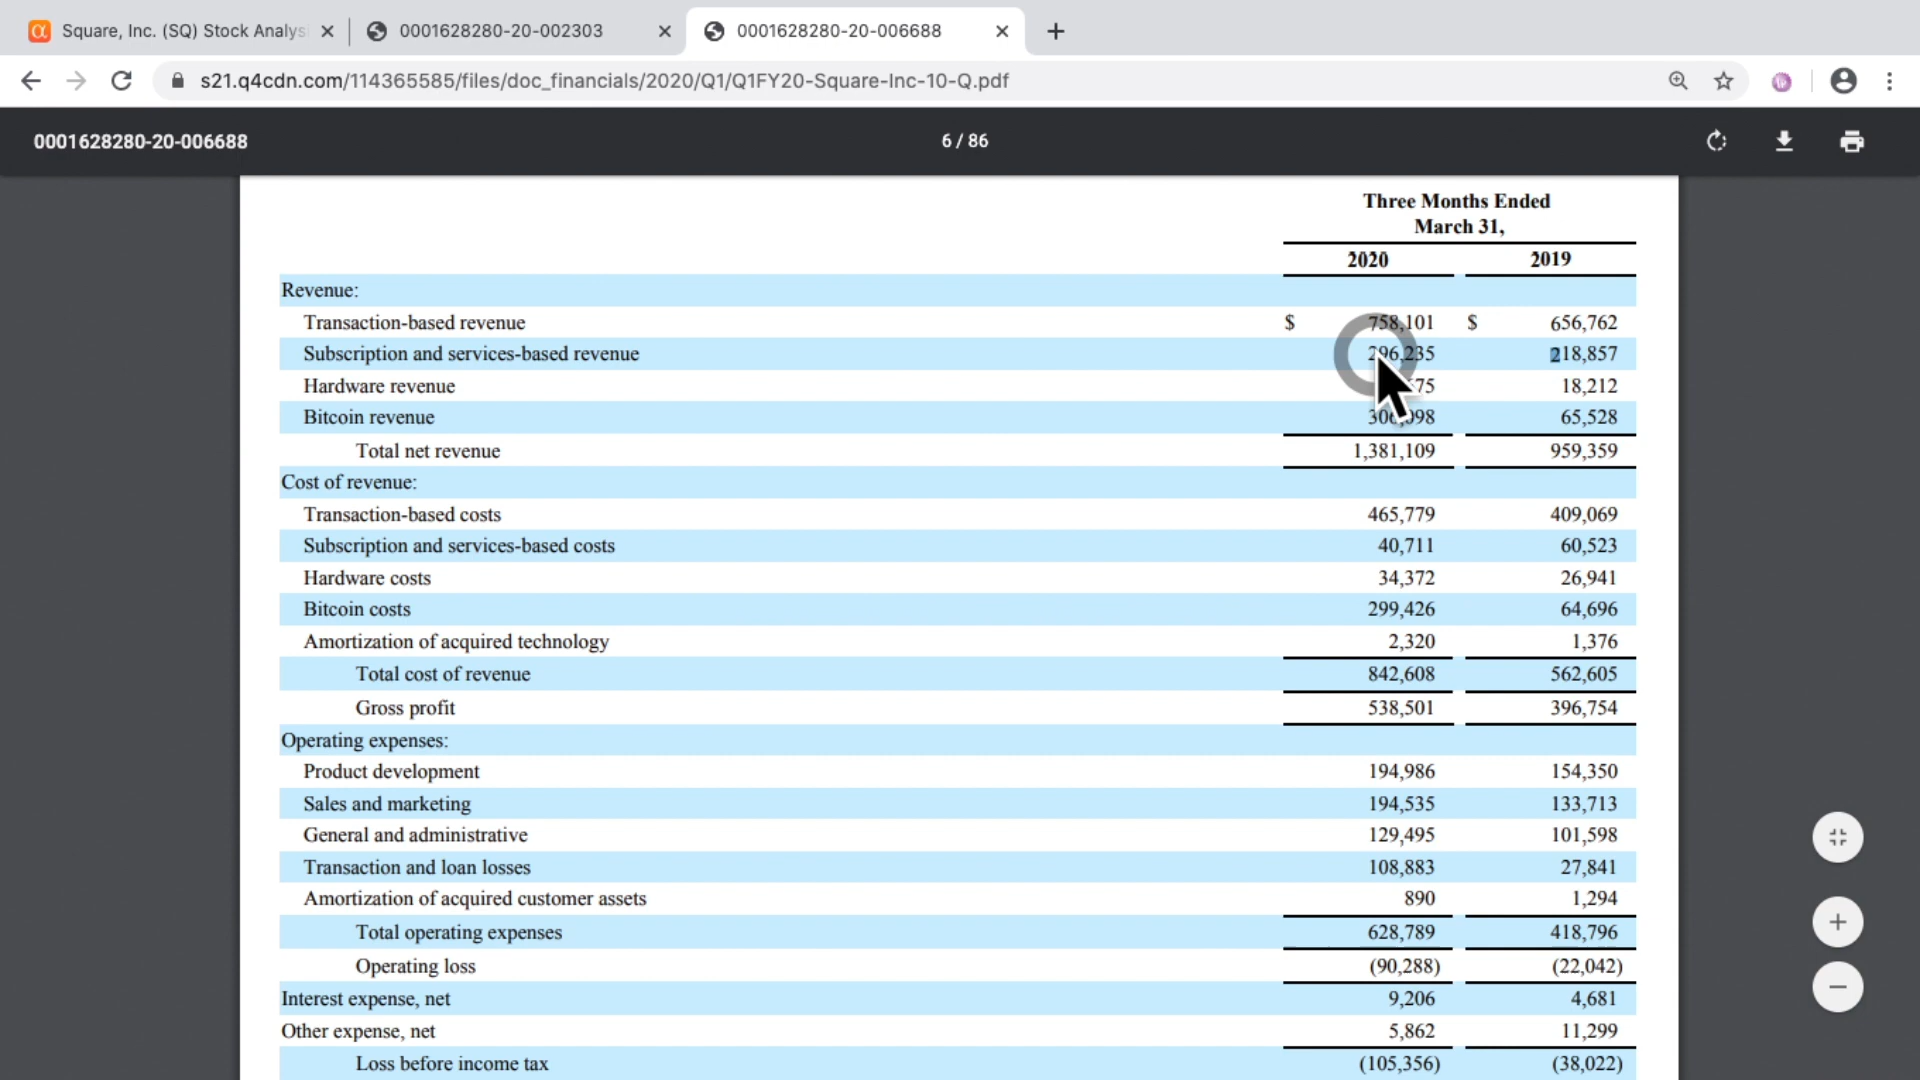 Square, Inc. (SQ) Stock Analys
0001628280-20-002303
0001628280-20-006688
s21.q4cdn.com/114365585/files/doc_financials/2020/Q1/Q1FY20-Square-Inc-10-Q.pdf
0001628280-20-006688
6 / 86
Three Months Ended
March 31,
2020 2019
Revenue:
Transaction-based revenue $ 758,101 $ 656,762
Subscription and services-based revenue 296,235 218,857
Hardware revenue 18,212
Bitcoin revenue 306,098 65,528
Total net revenue 1,381,109 959,359
Cost of revenue:
Transaction-based costs 465,779 409,069
Subscription and services-based costs 40,711 60,523
Hardware costs 34,372 26,941
Bitcoin costs 299,426 64,696
Amortization of acquired technology 2,320 1,376
Total cost of revenue 842,608 562,605
Gross profit 538,501 396,754
Operating expenses:
Product development 194,986 154,350
Sales and marketing 194,535 133,713
General and administrative 129,495 101,598
Transaction and loan losses 108,883 27,841
Amortization of acquired customer assets 890 1,294
Total operating expenses 628,789 418,796
Operating loss (90,288) (22,042)
Interest expense, net 9,206 4,681
Other expense, net 5,862 11,299
Loss before income tax (105,356) (38,022)